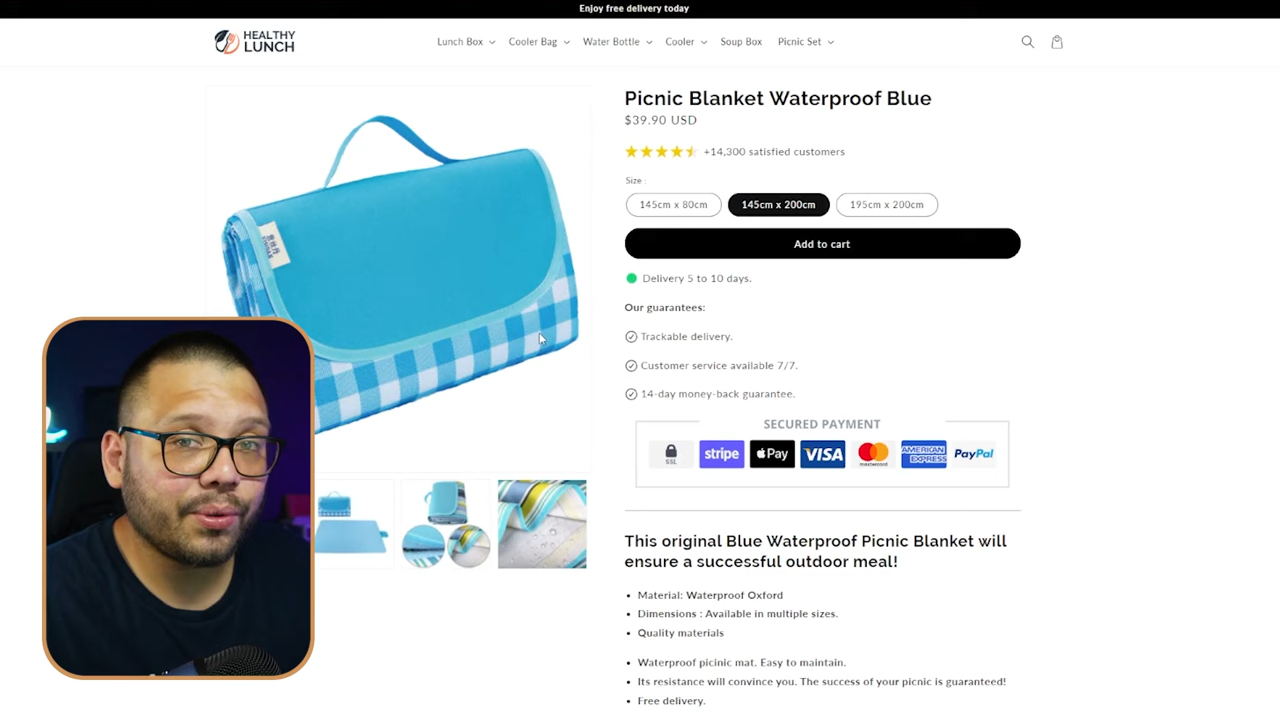 Enjoy free delivery today
HEALTHY
LUNCH
Lunch Box
Cooler Bag
Water Bottle
Cooler
Soup Box
Picnic Set
Picnic Blanket Waterproof Blue
$39.90 USD
+14,300 satisfied customers
Size :
145cm x 80cm
145cm x 200cm
195cm x 200cm
Add to cart
Delivery 5 to 10 days.
Our guarantees:
Trackable delivery.
Customer service available 7/7.
14-day money-back guarantee.
SECURED PAYMENT
SSL
stripe
Pay
VISA
mastercard
AMERICAN
EXPRESS
PayPal
This original Blue Waterproof Picnic Blanket will
ensure a successful outdoor meal!
Material: Waterproof Oxford
Dimensions : Available in multiple sizes.
Quality materials
Waterproof picinic mat. Easy to maintain.
Its resistance will convince you. The success of your picnic is guaranteed!
Free delivery.